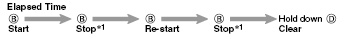 Elapsed Time
Ⓑ Ⓑ Ⓑ Ⓑ Hold down Ⓓ
Start Stop*1 Re-start Stop*1 Clear